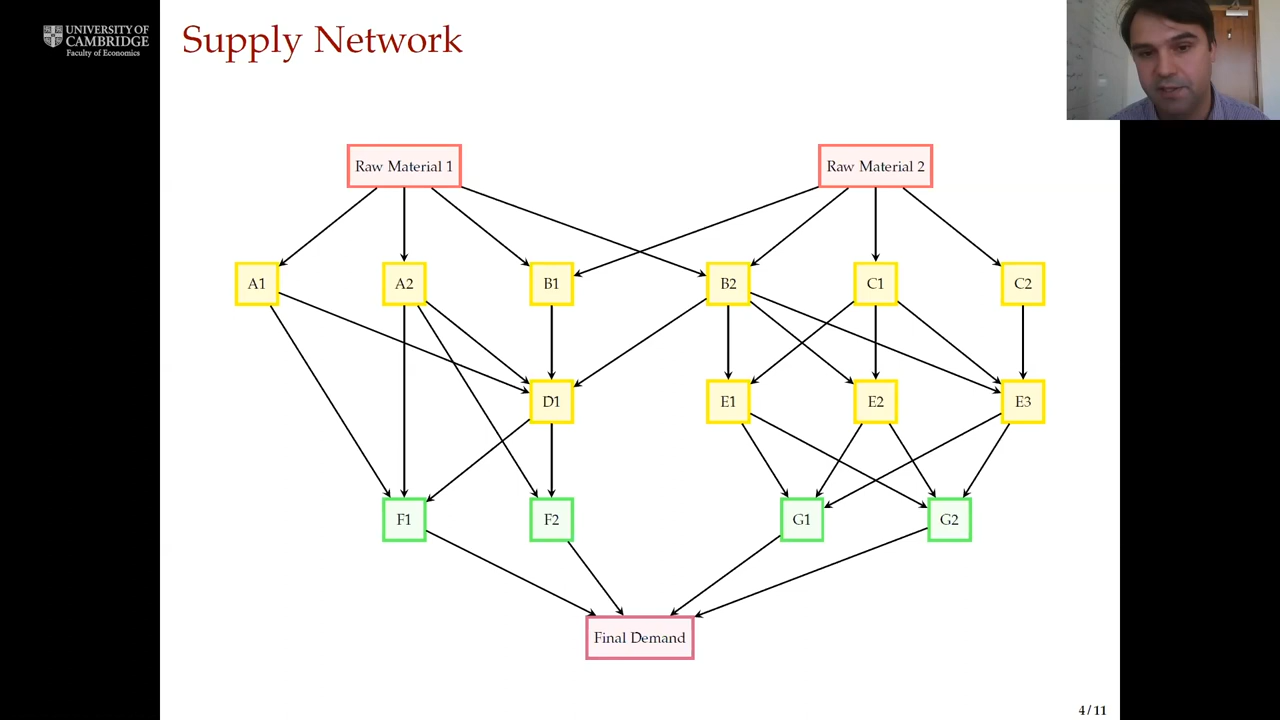 UNIVERSITY OF
CAMBRIDGE
Faculty of Economics
Supply Network
Raw Material 1
Raw Material 2
A1
A2
B1
B2
C1
C2
D1
E1
E2
E3
F1
F2
G1
G2
Final Demand
4 / 11